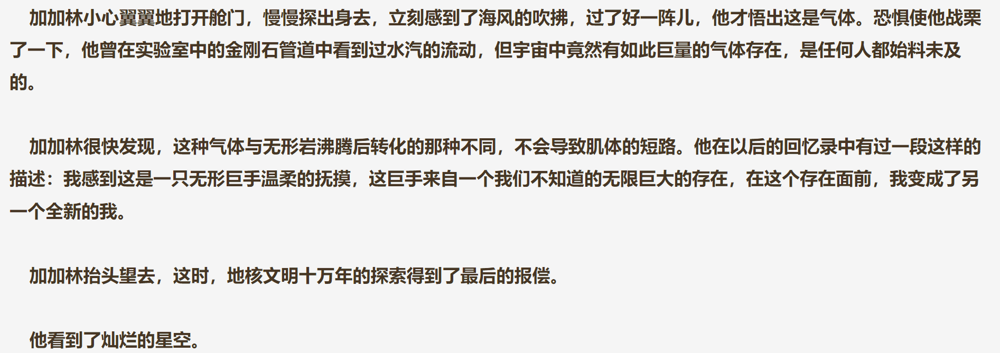 加加林小心翼翼地打开舱门，慢慢探出身去，立刻感到了海风的吹拂，过了好一阵儿，他才悟出这是气体。恐惧使他战栗
了一下，他曾在实验室中的金刚石管道中看到过水汽的流动，但宇宙中竟然有如此巨量的气体存在，是任何人都始料未及
的。
加加林很快发现，这种气体与无形岩沸腾后转化的那种不同，不会导致肌体的短路。他在以后的回忆录中有过一段这样的
描述：我感到这是一只无形巨手温柔的抚摸，这巨手来自一个我们不知道的无限巨大的存在，在这个存在面前，我变成了另
一个全新的我。
加加林抬头望去，这时，地核文明十万年的探索得到了最后的报偿。
他看到了灿烂的星空。